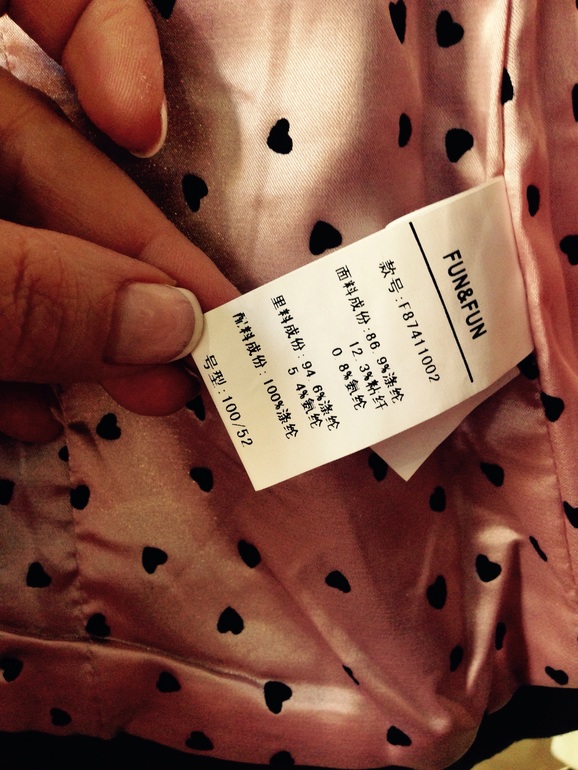 FUN&FUN
款号:F87411002
面料成份:86.9%涤纶
12.3%粘纤
0.8%氨纶
里料成份:94.6%涤纶
5.4%氨纶
配料成份:100%涤纶
号型:100/52